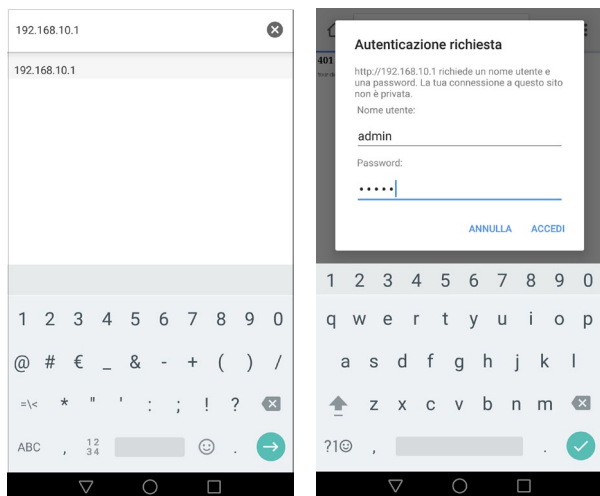 192.168.10.1
192.168.10.1
1 2 3 4 5 6 7 8 9 0
@ # € _ & - + ( ) /
=\< * " ' : ; ! ?
ABC , 12 34 .
401
Autenticazione richiesta
http://192.168.10.1 richiede un nome utente e
una password. La tua connessione a questo sito
non è privata.
Nome utente:
admin
Password:
•••••
ANNULLA ACCEDI
1 2 3 4 5 6 7 8 9 0
q w e r t y u i o p
a s d f g h j k l
z x c v b n m
?1☺ , .